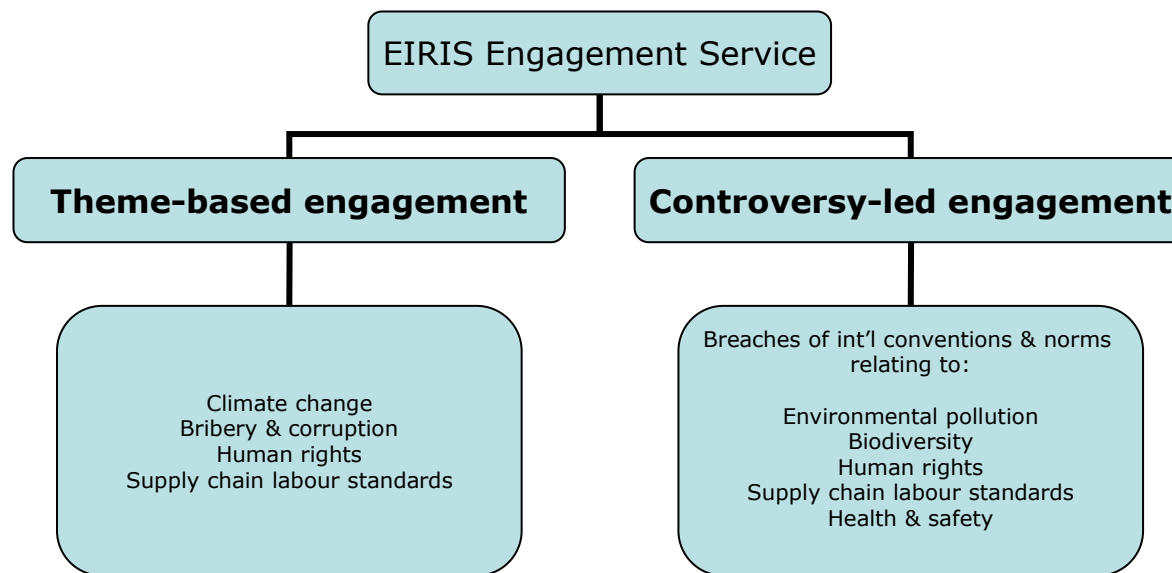 EIRIS Engagement Service
Theme-based engagement
Controversy-led engagement
Climate change
Bribery & corruption
Human rights
Supply chain labour standards
Breaches of int’l conventions & norms
relating to:
Environmental pollution
Biodiversity
Human rights
Supply chain labour standards
Health & safety